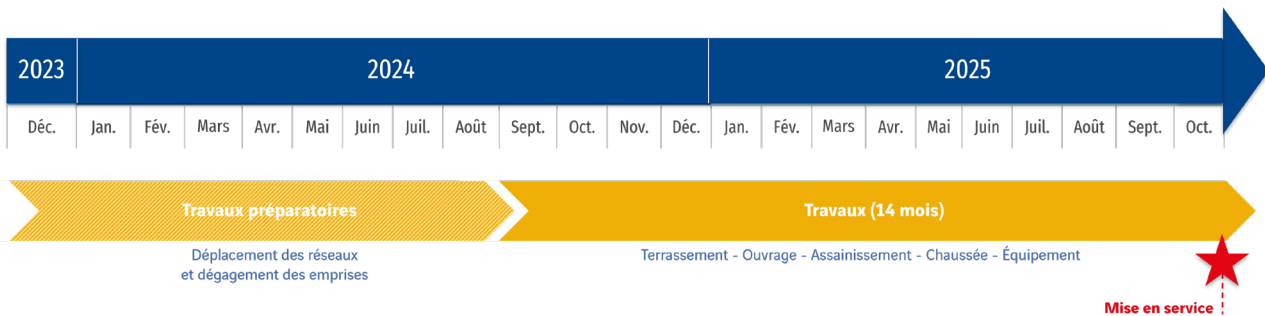 2023 2024 2025
Déc. Jan. Fév. Mars Avr. Mai Juin Juil. Août Sept. Oct. Nov. Déc. Jan. Fév. Mars Avr. Mai Juin Juil. Août Sept. Oct.
Travaux préparatoires Travaux (14 mois)
Déplacement des réseaux
et dégagement des emprises
Terrassement - Ouvrage - Assainissement - Chaussée - Équipement
Mise en service